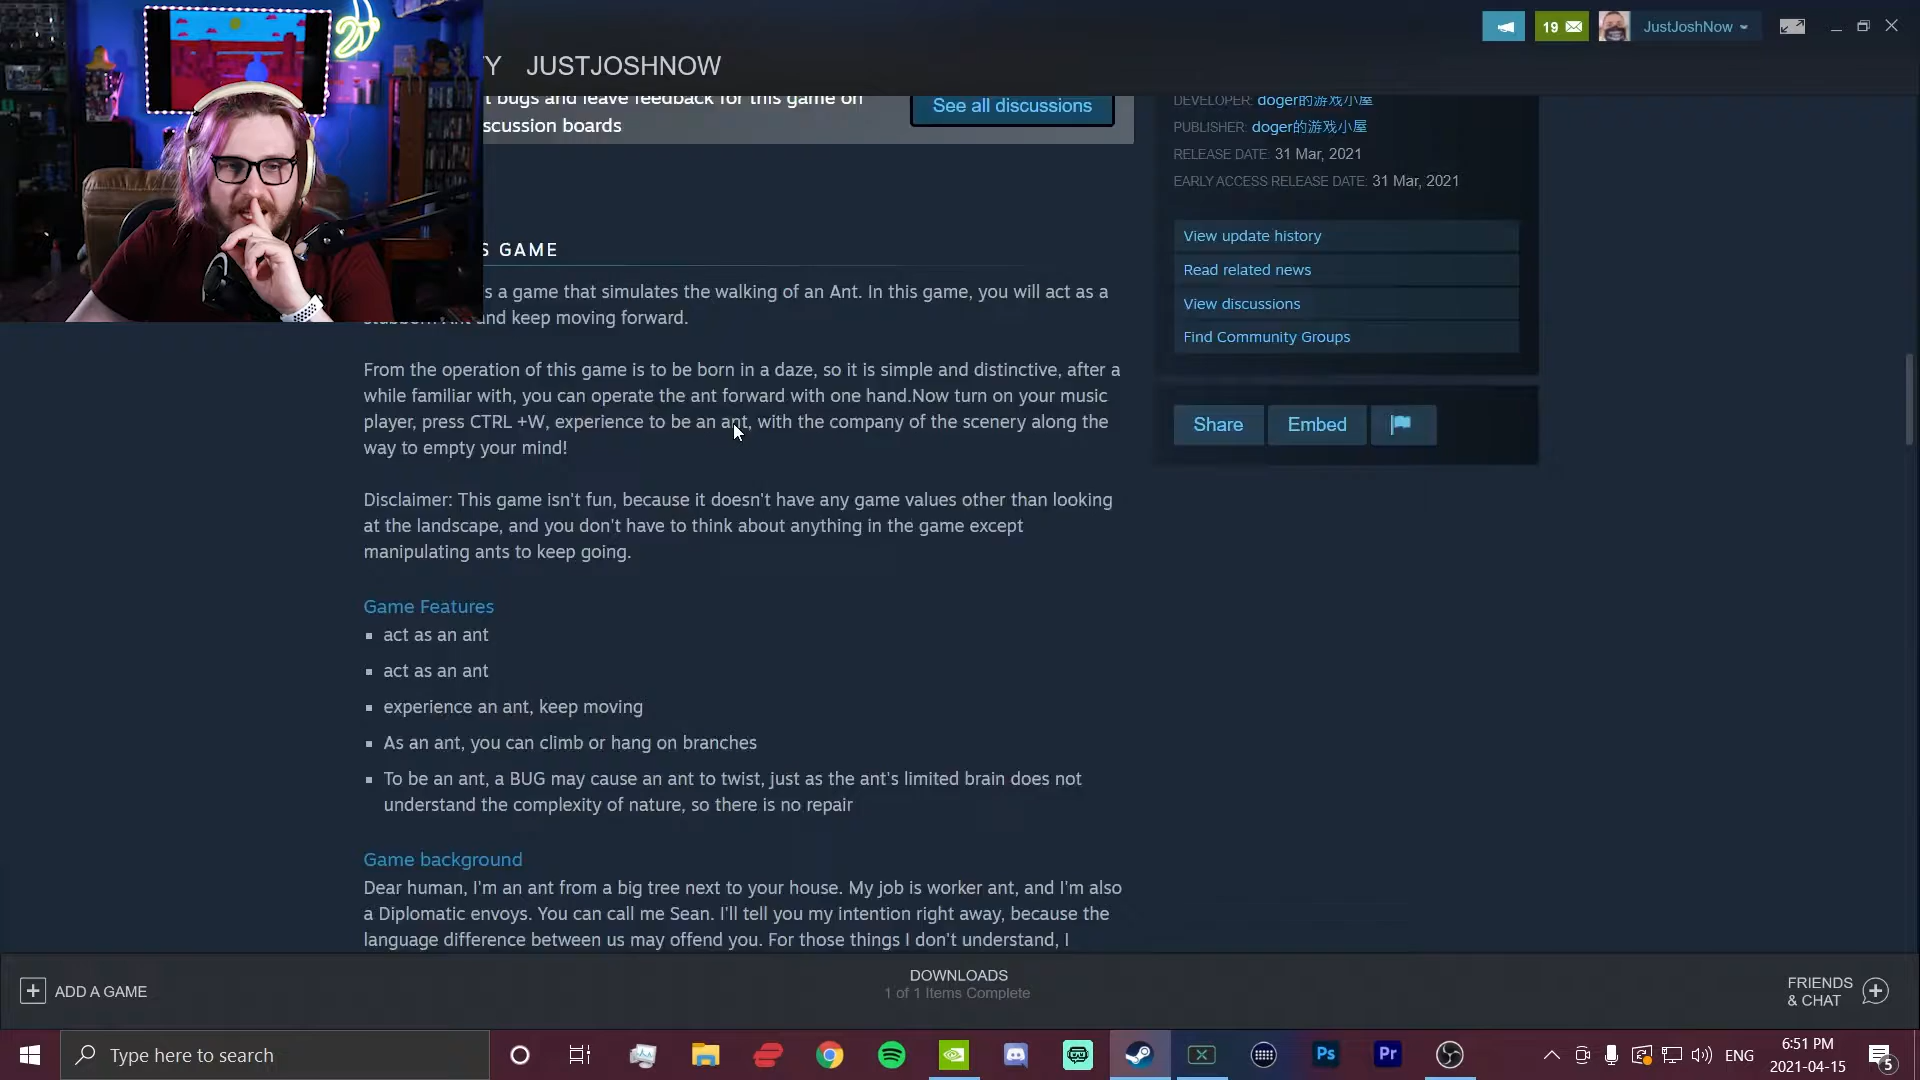 19
JustJoshNow
TY JUSTJOSHNOW
t bugs and leave feedback for this game on
scussion boards
See all discussions
DEVELOPER: doger的游戏小屋
PUBLISHER: doger的游戏小屋
RELEASE DATE: 31 Mar, 2021
EARLY ACCESS RELEASE DATE: 31 Mar, 2021
View update history
Read related news
View discussions
Find Community Groups
Share
Embed
S GAME
s a game that simulates the walking of an Ant. In this game, you will act as a
and keep moving forward.
From the operation of this game is to be born in a daze, so it is simple and distinctive, after a
while familiar with, you can operate the ant forward with one hand.Now turn on your music
player, press CTRL +W, experience to be an ant, with the company of the scenery along the
way to empty your mind!
Disclaimer: This game isn't fun, because it doesn't have any game values other than looking
at the landscape, and you don't have to think about anything in the game except
manipulating ants to keep going.
Game Features
act as an ant
act as an ant
experience an ant, keep moving
As an ant, you can climb or hang on branches
To be an ant, a BUG may cause an ant to twist, just as the ant's limited brain does not
understand the complexity of nature, so there is no repair
Game background
Dear human, I'm an ant from a big tree next to your house. My job is worker ant, and I'm also
a Diplomatic envoys. You can call me Sean. I'll tell you my intention right away, because the
language difference between us may offend you. For those things I don't understand, I
ADD A GAME
DOWNLOADS
1 of 1 Items Complete
FRIENDS
& CHAT
Type here to search
Ps
Pr
ENG
6:51 PM
2021-04-15
5